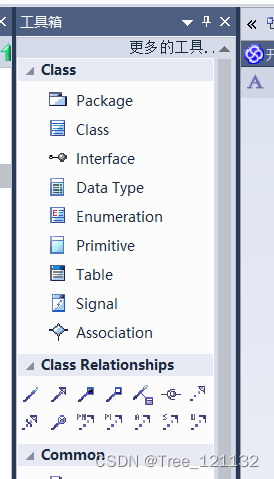 工具箱
更多的工具..
Class
Package
Class
Interface
Data Type
Enumeration
Primitive
Table
Signal
Association
Class Relationships
Common
CSDN @Tree_121132
开
A